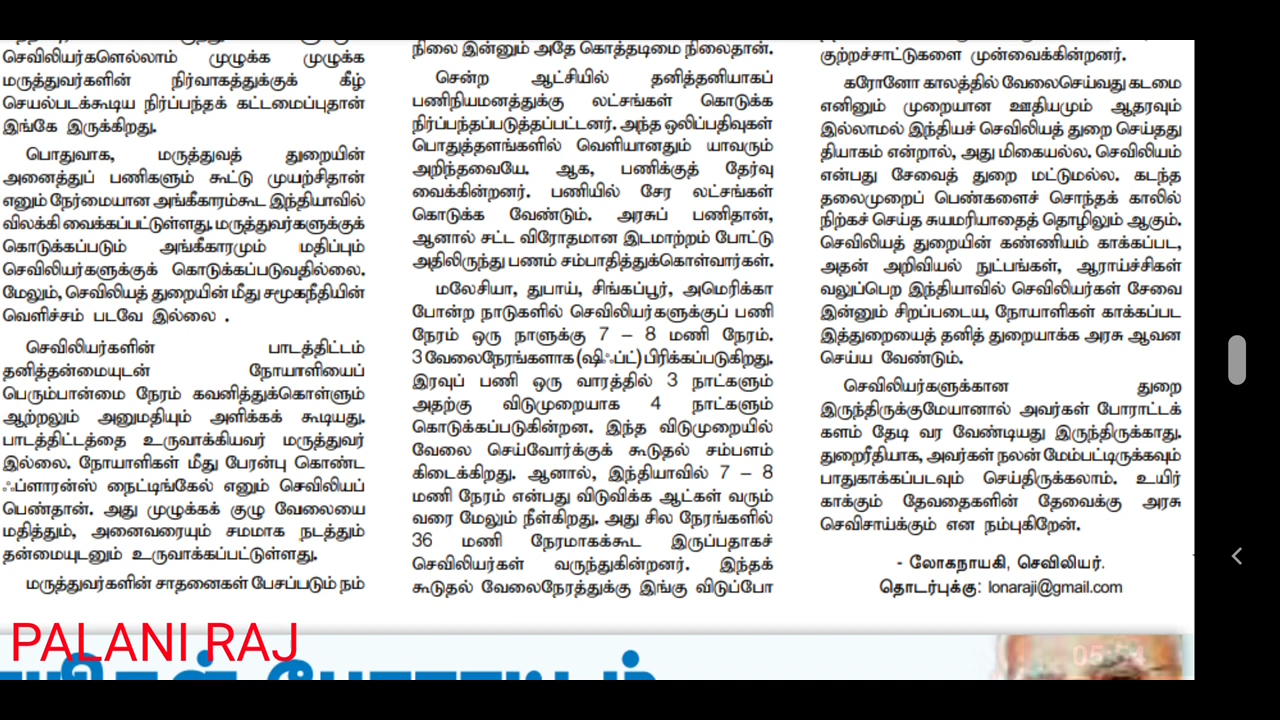 செவிலியர்களெல்லாம் முழுக்க முழுக்க
மருத்துவர்களின் நிர்வாகத்துக்குக் கீழ்
செயல்படக்கூடிய நிர்ப்பந்தக் கட்டமைப்புதான்
இங்கே இருக்கிறது.
பொதுவாக, மருத்துவத் துறையின்
அனைத்துப் பணிகளும் கூட்டு முயற்சிதான்
எனும் நேர்மையான அங்கீகாரம்கூட இந்தியாவில்
விலக்கி வைக்கப்பட்டுள்ளது. மருத்துவர்களுக்குக்
கொடுக்கப்படும் அங்கீகாரமும் மதிப்பும்
செவிலியர்களுக்குக் கொடுக்கப்படுவதில்லை.
மேலும், செவிலியத் துறையின் மீது சமூகநீதியின்
வெளிச்சம் படவே இல்லை .
செவிலியர்களின் பாடத்திட்டம்
தனித்தன்மையுடன் நோயாளியைப்
பெரும்பான்மை நேரம் கவனித்துக்கொள்ளும்
ஆற்றலும் அனுமதியும் அளிக்கக் கூடியது.
பாடத்திட்டத்தை உருவாக்கியவர் மருத்துவர்
இல்லை. நோயாளிகள் மீது பேரன்பு கொண்ட
ஃப்ளாரன்ஸ் நைட்டிங்கேல் எனும் செவிலியப்
பெண்தான். அது முழுக்கக் குழு வேலையை
மதித்தும், அனைவரையும் சமமாக நடத்தும்
தன்மையுடனும் உருவாக்கப்பட்டுள்ளது.
மருத்துவர்களின் சாதனைகள் பேசப்படும் நம்
நிலை இன்னும் அதே கொத்தடிமை நிலைதான்.
சென்ற ஆட்சியில் தனித்தனியாகப்
பணிநியமனத்துக்கு லட்சங்கள் கொடுக்க
நிர்ப்பந்தப்படுத்தப்பட்டனர். அந்த ஒலிப்பதிவுகள்
பொதுத்தளங்களில் வெளியானதும் யாவரும்
அறிந்தவையே. ஆக, பணிக்குத் தேர்வு
வைக்கின்றனர். பணியில் சேர லட்சங்கள்
கொடுக்க வேண்டும். அரசுப் பணிதான்,
ஆனால் சட்ட விரோதமான இடமாற்றம் போட்டு
அதிலிருந்து பணம் சம்பாதித்துக்கொள்வார்கள்.
மலேசியா, துபாய், சிங்கப்பூர், அமெரிக்கா
போன்ற நாடுகளில் செவிலியர்களுக்குப் பணி
நேரம் ஒரு நாளுக்கு 7 – 8 மணி நேரம்.
3 வேலைநேரங்களாக (ஷிஃப்ட்) பிரிக்கப்படுகிறது.
இரவுப் பணி ஒரு வாரத்தில் 3 நாட்களும்
அதற்கு விடுமுறையாக 4 நாட்களும்
கொடுக்கப்படுகின்றன. இந்த விடுமுறையில்
வேலை செய்வோர்க்குக் கூடுதல் சம்பளம்
கிடைக்கிறது. ஆனால், இந்தியாவில் 7 – 8
மணி நேரம் என்பது விடுவிக்க ஆட்கள் வரும்
வரை மேலும் நீள்கிறது. அது சில நேரங்களில்
36 மணி நேரமாகக்கூட இருப்பதாகச்
செவிலியர்கள் வருந்துகின்றனர். இந்தக்
கூடுதல் வேலைநேரத்துக்கு இங்கு விடுப்போ
குற்றச்சாட்டுகளை முன்வைக்கின்றனர்.
கரோனோ காலத்தில் வேலைசெய்வது கடமை
எனினும் முறையான ஊதியமும் ஆதரவும்
இல்லாமல் இந்தியச் செவிலியத் துறை செய்தது
தியாகம் என்றால், அது மிகையல்ல. செவிலியம்
என்பது சேவைத் துறை மட்டுமல்ல. கடந்த
தலைமுறைப் பெண்களைச் சொந்தக் காலில்
நிற்கச் செய்த சுயமரியாதைத் தொழிலும் ஆகும்.
செவிலியத் துறையின் கண்ணியம் காக்கப்பட,
அதன் அறிவியல் நுட்பங்கள், ஆராய்ச்சிகள்
வலுப்பெற இந்தியாவில் செவிலியர்கள் சேவை
இன்னும் சிறப்படைய, நோயாளிகள் காக்கப்பட
இத்துறையைத் தனித் துறையாக்க அரசு ஆவன
செய்ய வேண்டும்.
செவிலியர்களுக்கான துறை
இருந்திருக்குமேயானால் அவர்கள் போராட்டக்
களம் தேடி வர வேண்டியது இருந்திருக்காது.
துறைரீதியாக, அவர்கள் நலன் மேம்பட்டிருக்கவும்
பாதுகாக்கப்படவும் செய்திருக்கலாம். உயிர்
காக்கும் தேவதைகளின் தேவைக்கு அரசு
செவிசாய்க்கும் என நம்புகிறேன்.
- லோகநாயகி, செவிலியர்.
தொடர்புக்கு: lonaraji@gmail.com
PALANI RAJ